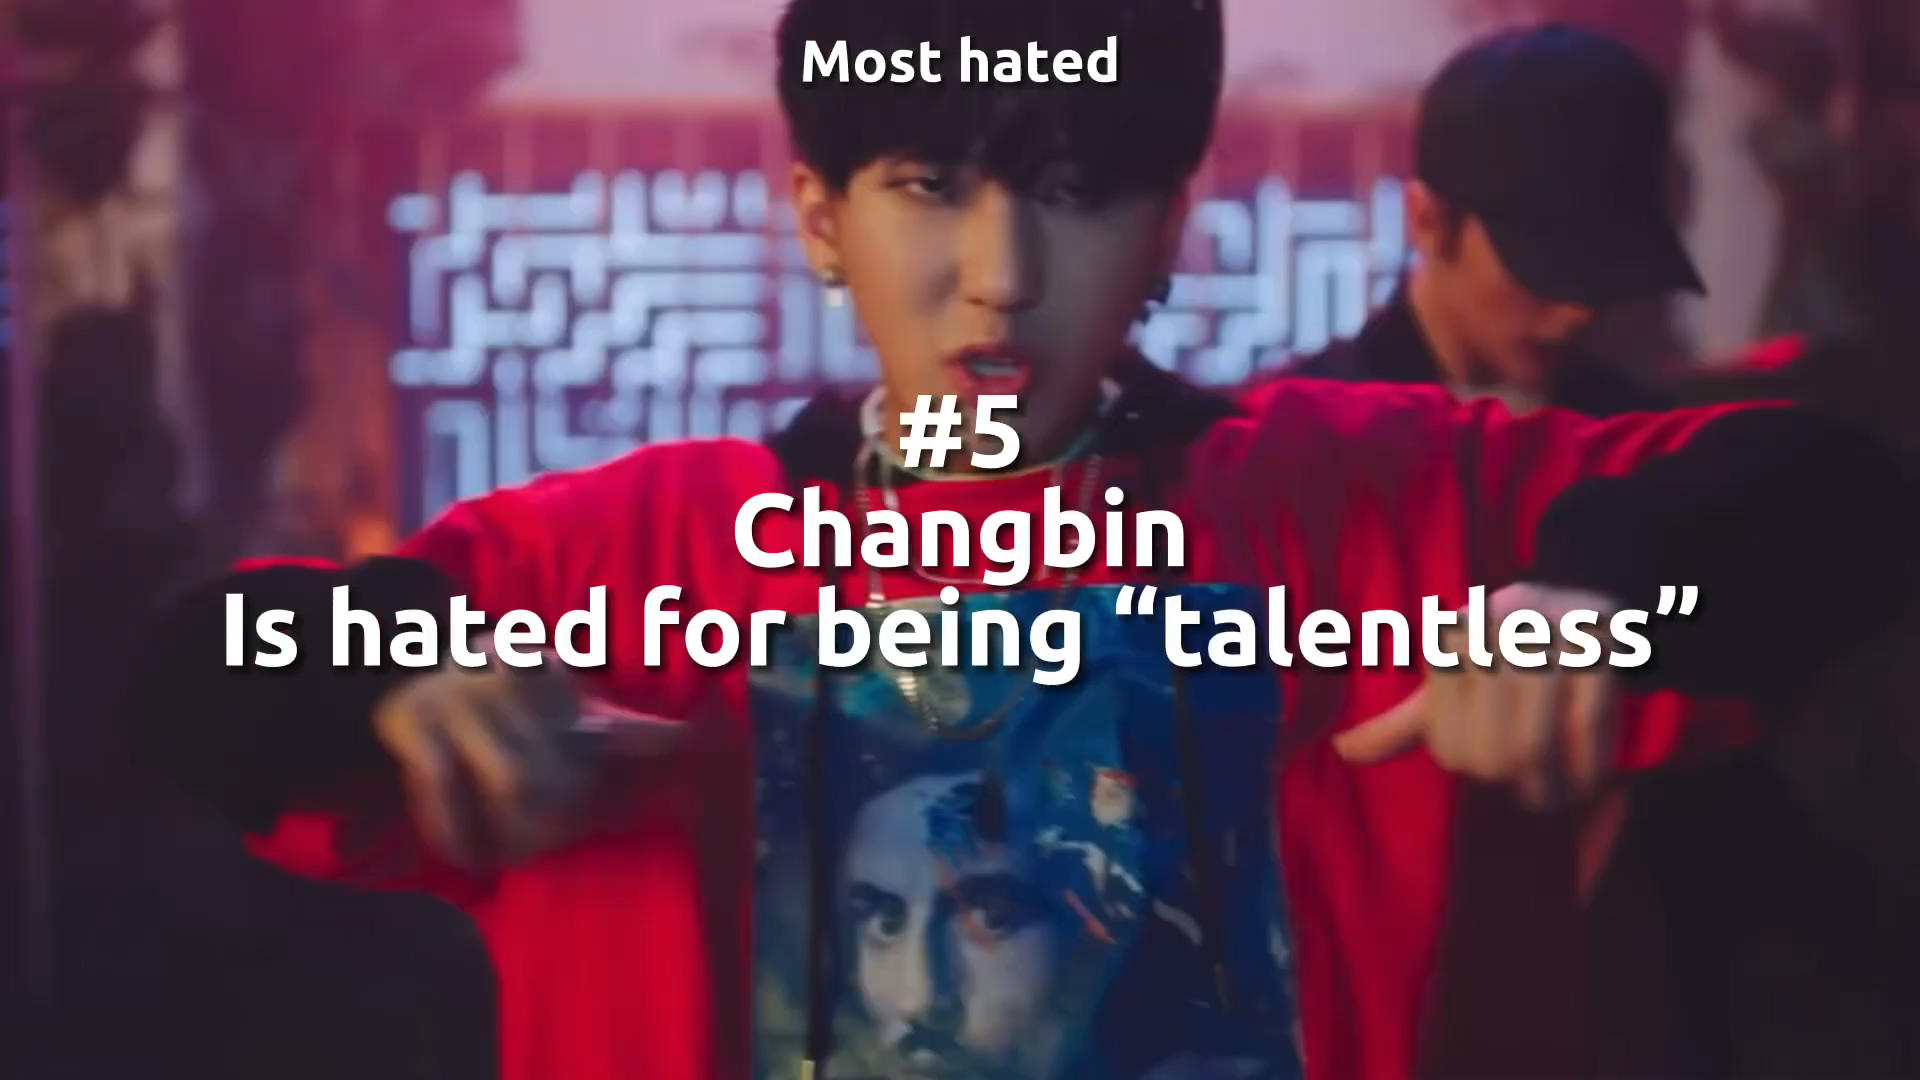 Most hated
#5
Changbin
Is hated for being “talentless”